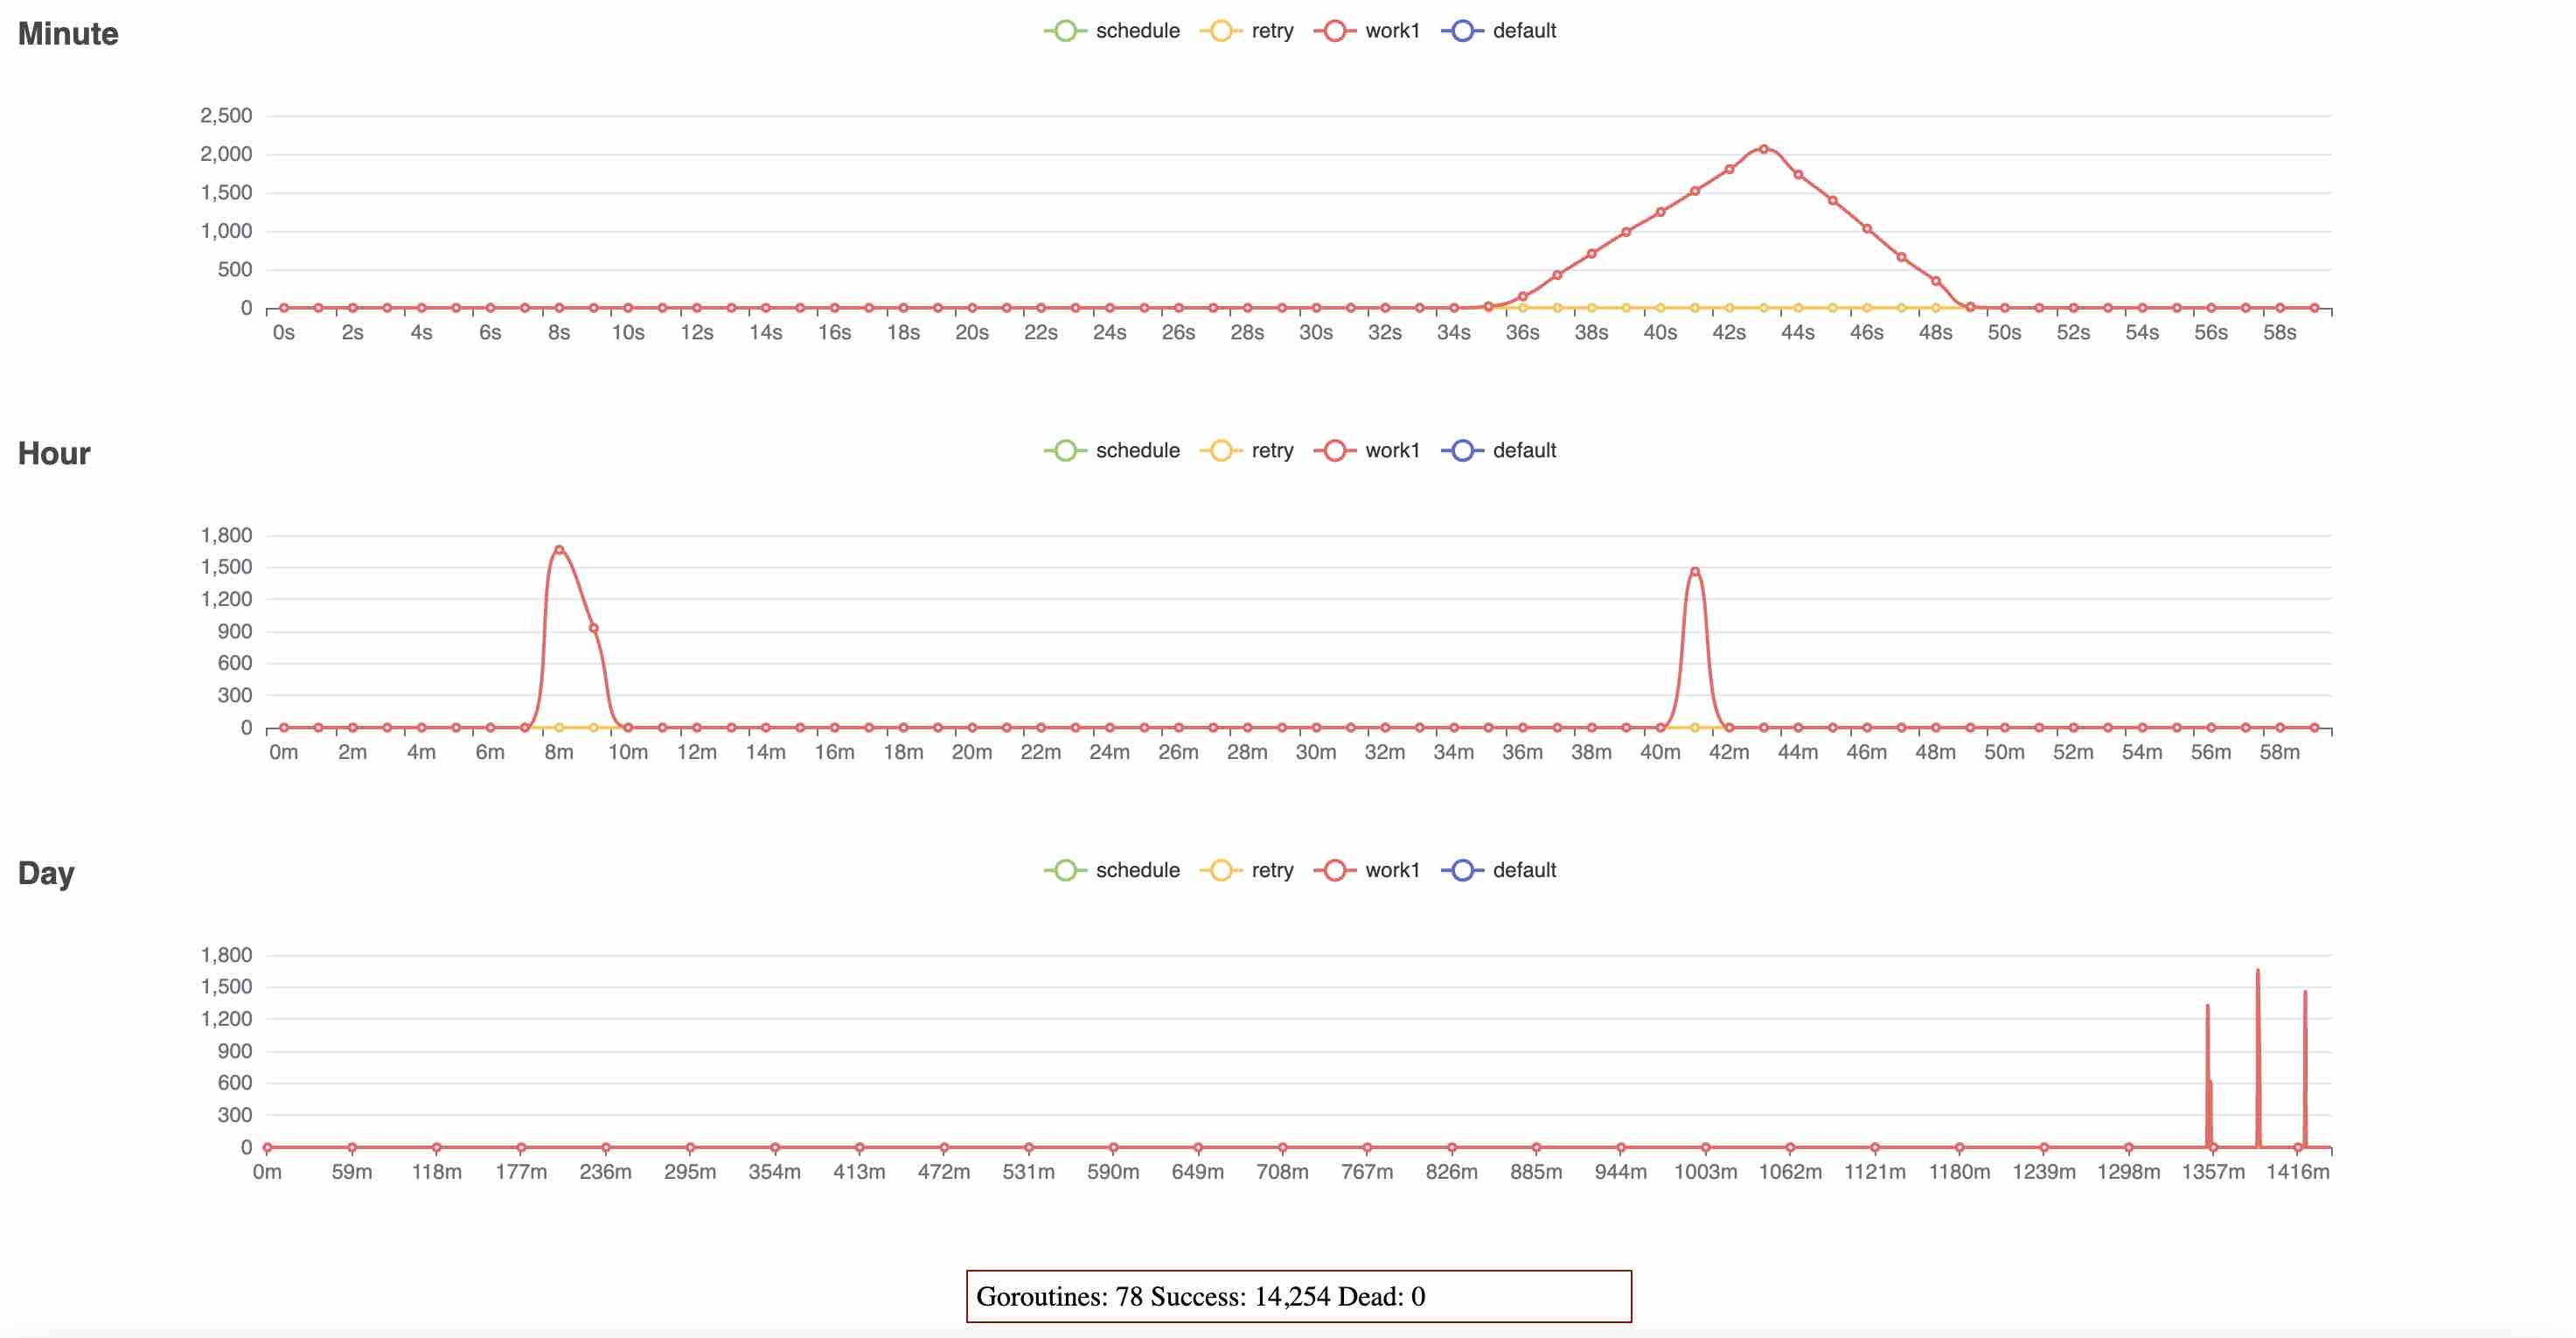 Minute
schedule retry work1 default
2,500
2,000
1,500
1,000
500
0
0s 2s 4s 6s 8s 10s 12s 14s 16s 18s 20s 22s 24s 26s 28s 30s 32s 34s 36s 38s 40s 42s 44s 46s 48s 50s 52s 54s 56s 58s
Hour
schedule retry work1 default
1,800
1,500
1,200
900
600
300
0
0m 2m 4m 6m 8m 10m 12m 14m 16m 18m 20m 22m 24m 26m 28m 30m 32m 34m 36m 38m 40m 42m 44m 46m 48m 50m 52m 54m 56m 58m
Day
schedule retry work1 default
1,800
1,500
1,200
900
600
300
0
0m 59m 118m 177m 236m 295m 354m 413m 472m 531m 590m 649m 708m 767m 826m 885m 944m 1003m 1062m 1121m 1180m 1239m 1298m 1357m 1416m
Goroutines: 78 Success: 14,254 Dead: 0